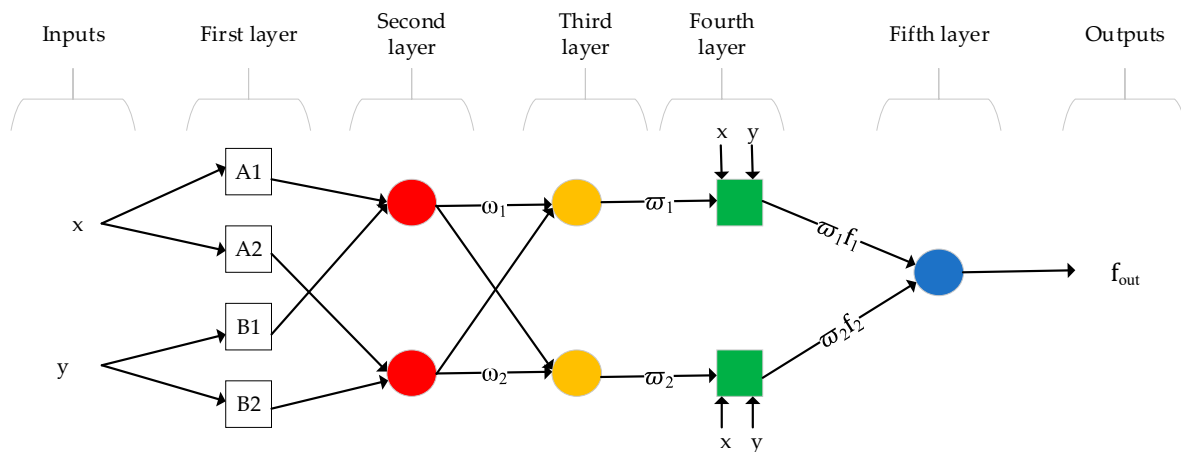 Inputs
First layer
Second
layer
Third
layer
Fourth
layer
Fifth layer
Outputs
x y
A1
x
A2
ω1
ϖ1
ϖ1f1
B1
fout
y
B2
ω2
ϖ2
ϖ2f2
x y